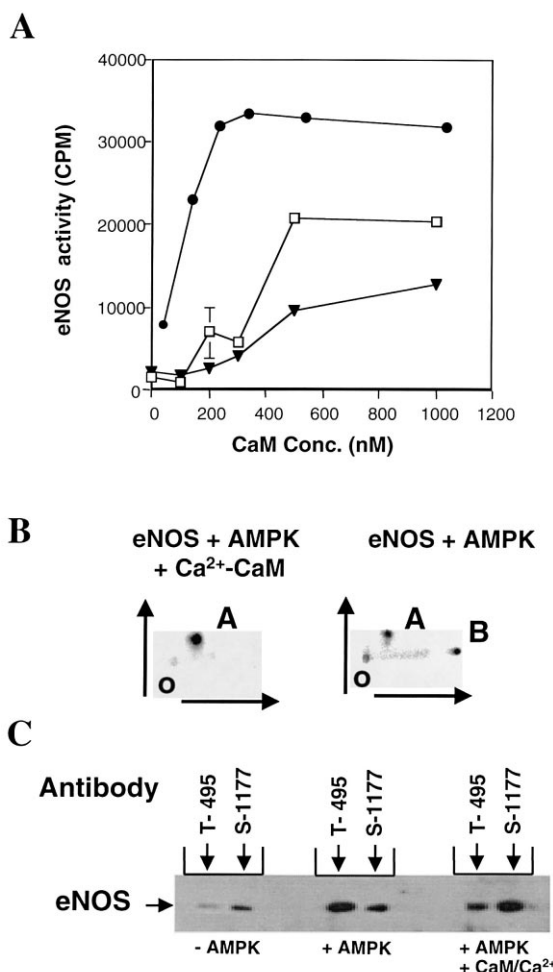 A
eNOS activity (CPM)
40000
30000
20000
10000
0
0 200 400 600 800 1000 1200
CaM Conc. (nM)
B
eNOS + AMPK
+ Ca²⁺-CaM
eNOS + AMPK
A
O
A
B
O
C
Antibody
T-495
S-1177
T-495
S-1177
T-495
S-1177
eNOS
- AMPK
+ AMPK
+ AMPK
+ CaM/Ca²⁺